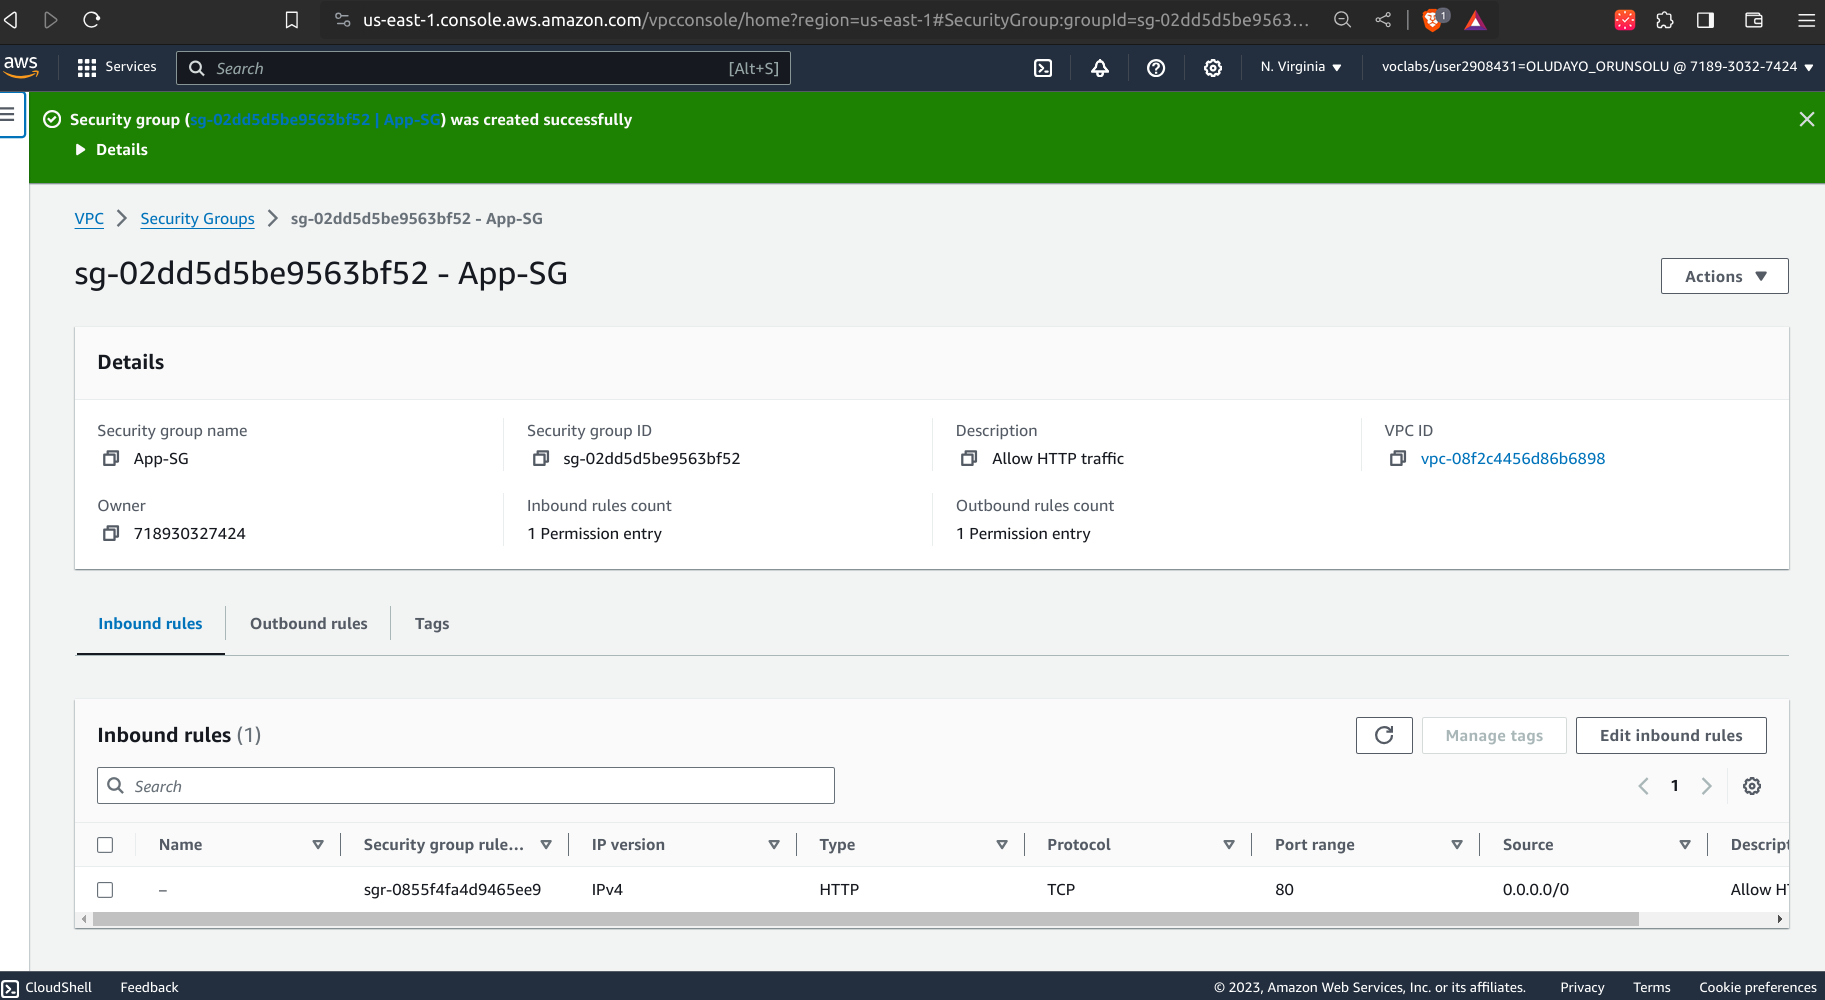 us-east-1.console.aws.amazon.com/vpcconsole/home?region=us-east-1#SecurityGroup:groupId=sg-02dd5d5be9563... 1
aws Services Search [Alt+S] N. Virginia voclabs/user2908431=OLUDAYO_ORUNSOLU @ 7189-3032-7424
Security group (sg-02dd5d5be9563bf52 | App-SG) was created successfully
Details
VPC Security Groups sg-02dd5d5be9563bf52 - App-SG
sg-02dd5d5be9563bf52 - App-SG
Actions
Details
Security group name Security group ID Description VPC ID
App-SG sg-02dd5d5be9563bf52 Allow HTTP traffic vpc-08f2c4456d86b6898
Owner Inbound rules count Outbound rules count
718930327424 1 Permission entry 1 Permission entry
Inbound rules Outbound rules Tags
Inbound rules (1) Manage tags Edit inbound rules
Search 1
Name Security group rule... IP version Type Protocol Port range Source Descript
– sgr-0855f4fa4d9465ee9 IPv4 HTTP TCP 80 0.0.0.0/0 Allow HT
CloudShell Feedback © 2023, Amazon Web Services, Inc. or its affiliates. Privacy Terms Cookie preferences